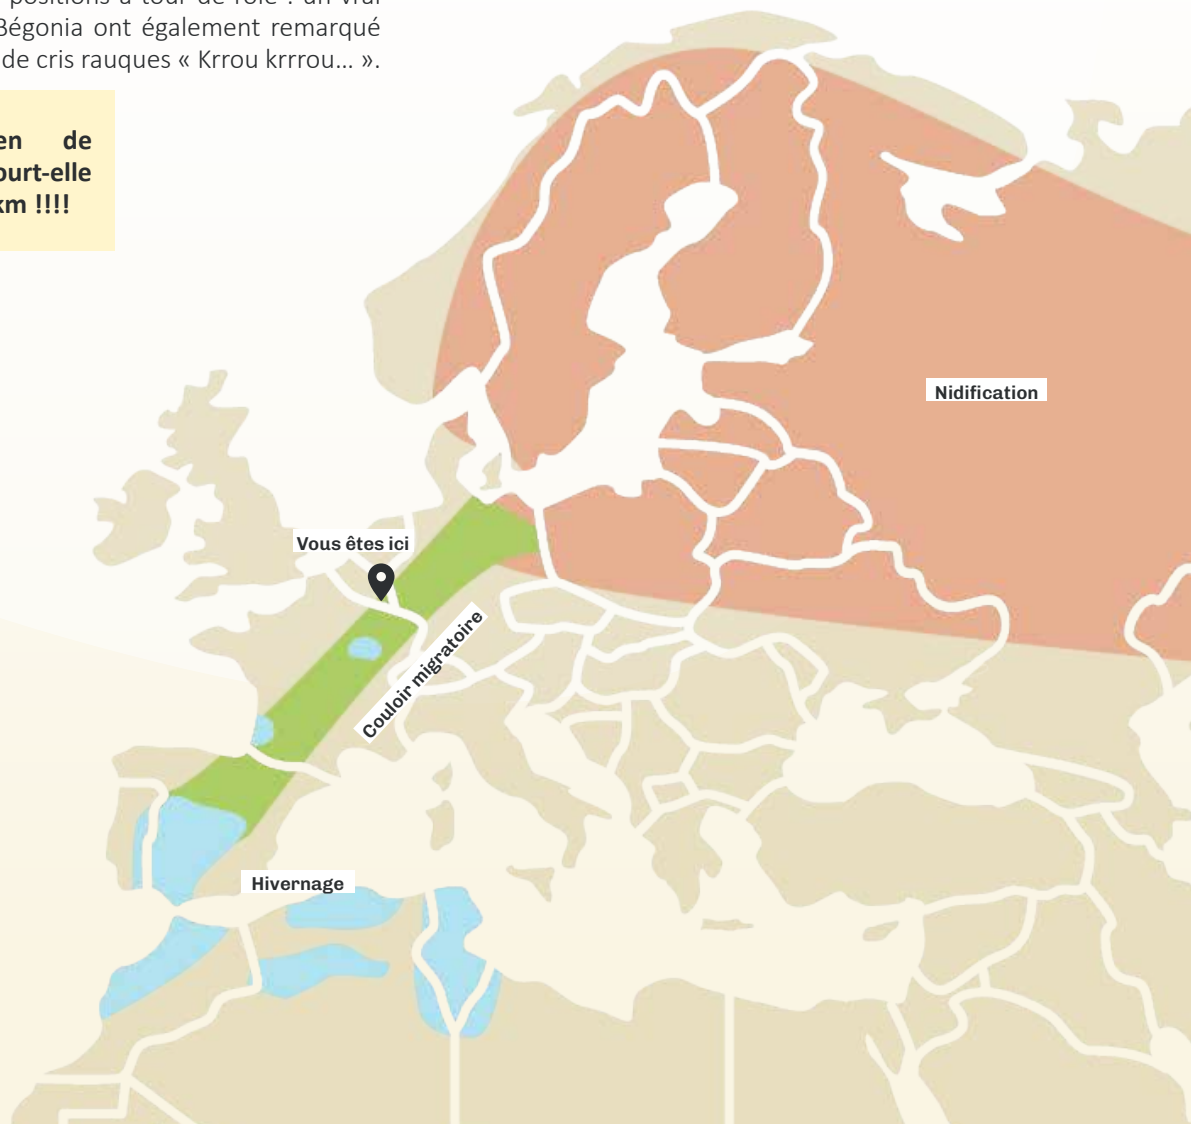 positions à tour de rôle : un vrai
Bégonia ont également remarqué
de cris rauques « Krrou krrrou... ».
en de
ourt-elle
km !!!!
Nidification
Vous êtes ici
Couloir migratoire
Hivernage